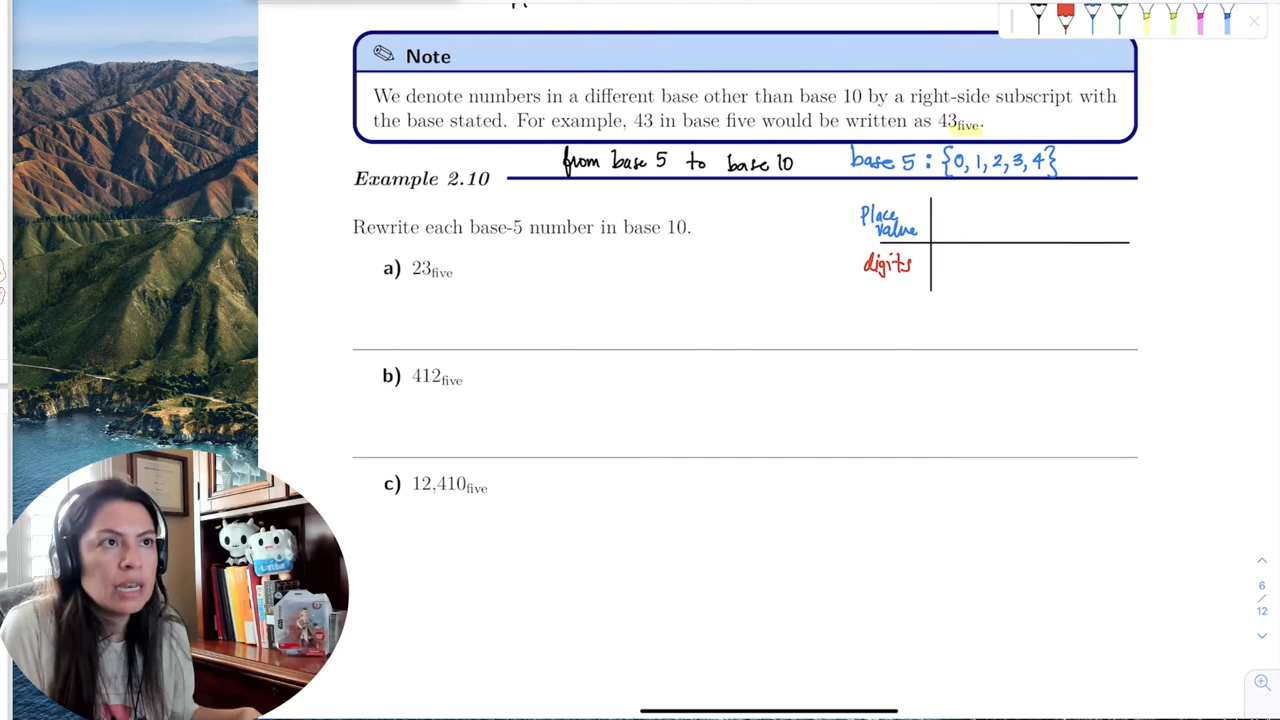 Note
We denote numbers in a different base other than base 10 by a right-side subscript with
the base stated. For example, 43 in base five would be written as 43five.
from base 5 to base 10
base 5 : {0, 1, 2, 3, 4}
Example 2.10
Rewrite each base-5 number in base 10.
Place
value
digits
a) 23five
b) 412five
c) 12,410five
6
/
12